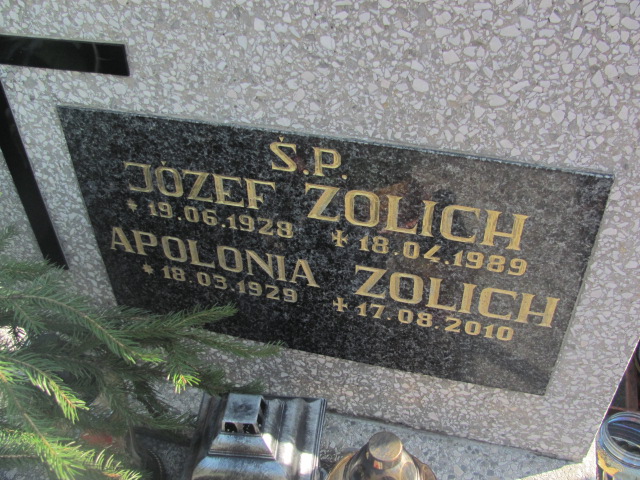 Ś.P.
JÓZEF ZOLICH
* 19.06.1928 + 18.04.1989
APOLONIA ZOLICH
* 18.03.1929 + 17.08.2010